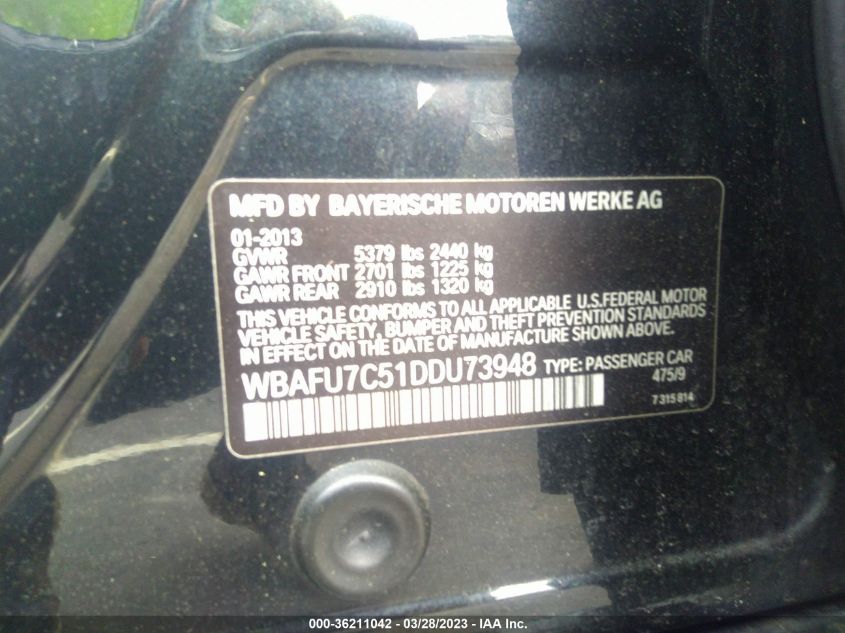 MFD BY BAYERISCHE MOTOREN WERKE AG
01-2013
GVWR 5379 lbs 2440 kg
GAWR FRONT 2701 lbs 1225 kg
GAWR REAR 2910 lbs 1320 kg
THIS VEHICLE CONFORMS TO ALL APPLICABLE U.S.FEDERAL MOTOR
VEHICLE SAFETY, BUMPER AND THEFT PREVENTION STANDARDS
IN EFFECT ON THE DATE OF MANUFACTURE SHOWN ABOVE.
WBAFU7C51DDU73948 TYPE: PASSENGER CAR
475/9
7315814
000-36211042 - 03/28/2023 - IAA Inc.